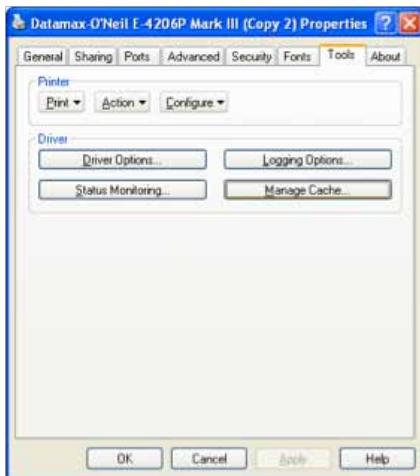 Datamax-O'Neil E-4206P Mark III (Copy 2) Properties
General Sharing Ports Advanced Security Fonts Tools About
Printer
Print Action Configure
Driver
Driver Options... Logging Options...
Status Monitoring... Manage Cache...
OK Cancel Apply Help